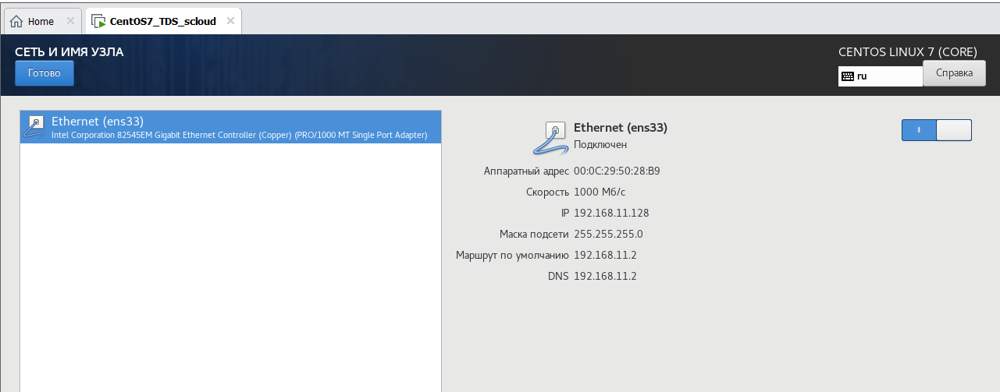 Home
CentOS7_TDS_scloud
СЕТЬ И ИМЯ УЗЛА
Готово
CENTOS LINUX 7 (CORE)
ru
Справка
Ethernet (ens33)
Intel Corporation 82545EM Gigabit Ethernet Controller (Copper) (PRO/1000 MT Single Port Adapter)
Ethernet (ens33)
Подключен
Аппаратный адрес 00:0C:29:50:28:B9
Скорость 1000 Мб/с
IP 192.168.11.128
Маска подсети 255.255.255.0
Маршрут по умолчанию 192.168.11.2
DNS 192.168.11.2